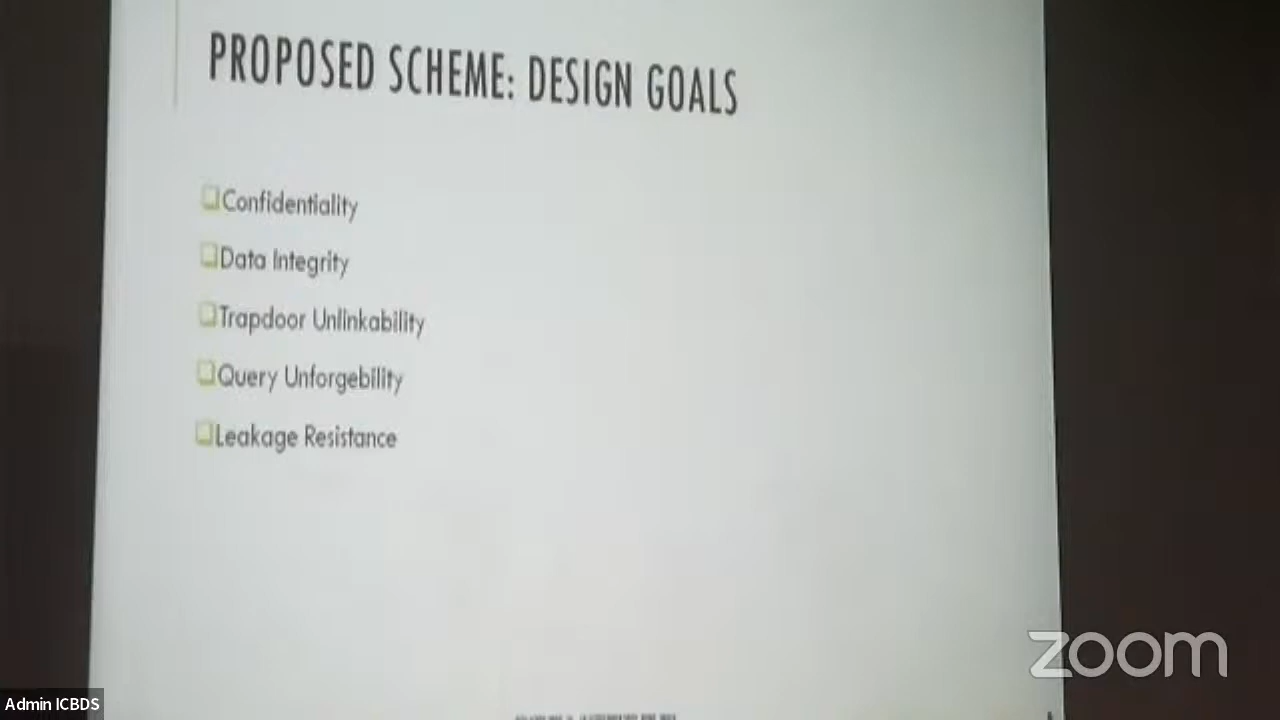 PROPOSED SCHEME: DESIGN GOALS
Confidentiality
Data Integrity
Trapdoor Unlinkability
Query Unforgebility
Leakage Resistance
zoom
Admin ICBDS